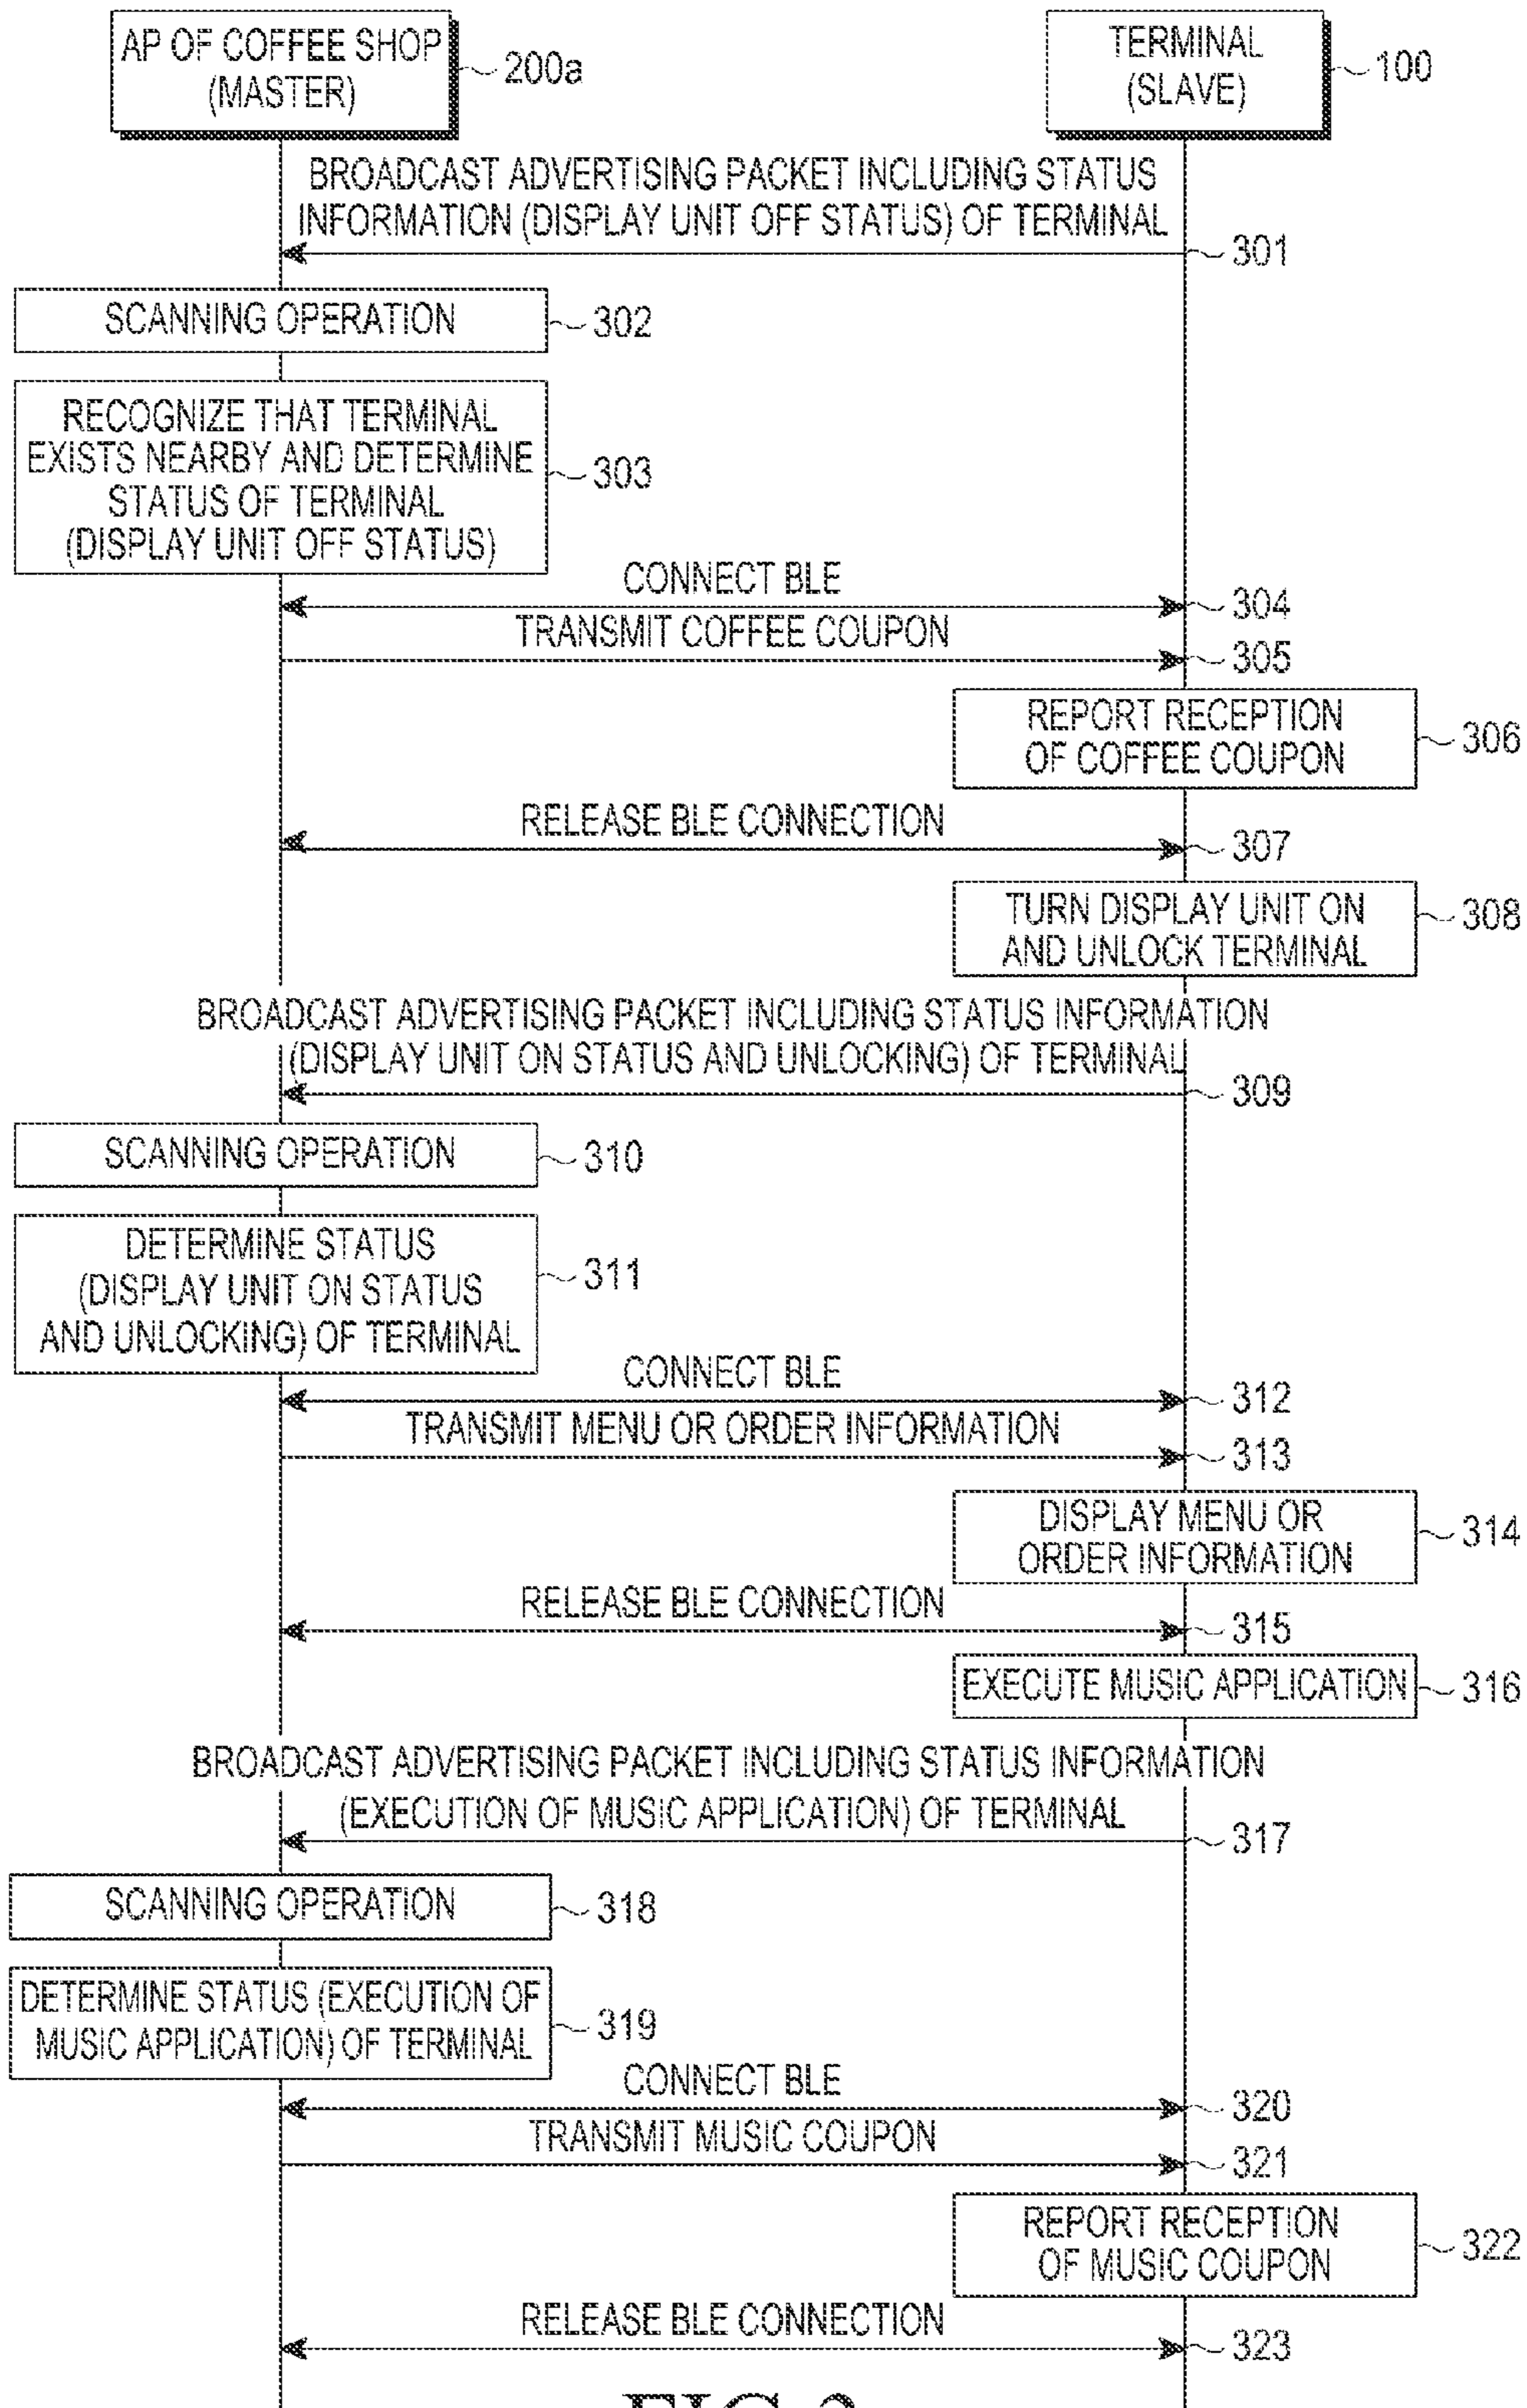 AP OF COFFEE SHOP
(MASTER)
200a
TERMINAL
(SLAVE)
100
BROADCAST ADVERTISING PACKET INCLUDING STATUS
INFORMATION (DISPLAY UNIT OFF STATUS) OF TERMINAL
301
SCANNING OPERATION
302
RECOGNIZE THAT TERMINAL
EXISTS NEARBY AND DETERMINE
STATUS OF TERMINAL
(DISPLAY UNIT OFF STATUS)
303
CONNECT BLE
304
TRANSMIT COFFEE COUPON
305
REPORT RECEPTION
OF COFFEE COUPON
306
RELEASE BLE CONNECTION
307
TURN DISPLAY UNIT ON
AND UNLOCK TERMINAL
308
BROADCAST ADVERTISING PACKET INCLUDING STATUS INFORMATION
(DISPLAY UNIT ON STATUS AND UNLOCKING) OF TERMINAL
309
SCANNING OPERATION
310
DETERMINE STATUS
(DISPLAY UNIT ON STATUS
AND UNLOCKING) OF TERMINAL
311
CONNECT BLE
312
TRANSMIT MENU OR ORDER INFORMATION
313
DISPLAY MENU OR
ORDER INFORMATION
314
RELEASE BLE CONNECTION
315
EXECUTE MUSIC APPLICATION
316
BROADCAST ADVERTISING PACKET INCLUDING STATUS INFORMATION
(EXECUTION OF MUSIC APPLICATION) OF TERMINAL
317
SCANNING OPERATION
318
DETERMINE STATUS (EXECUTION OF
MUSIC APPLICATION) OF TERMINAL
319
CONNECT BLE
320
TRANSMIT MUSIC COUPON
321
REPORT RECEPTION
OF MUSIC COUPON
322
RELEASE BLE CONNECTION
323